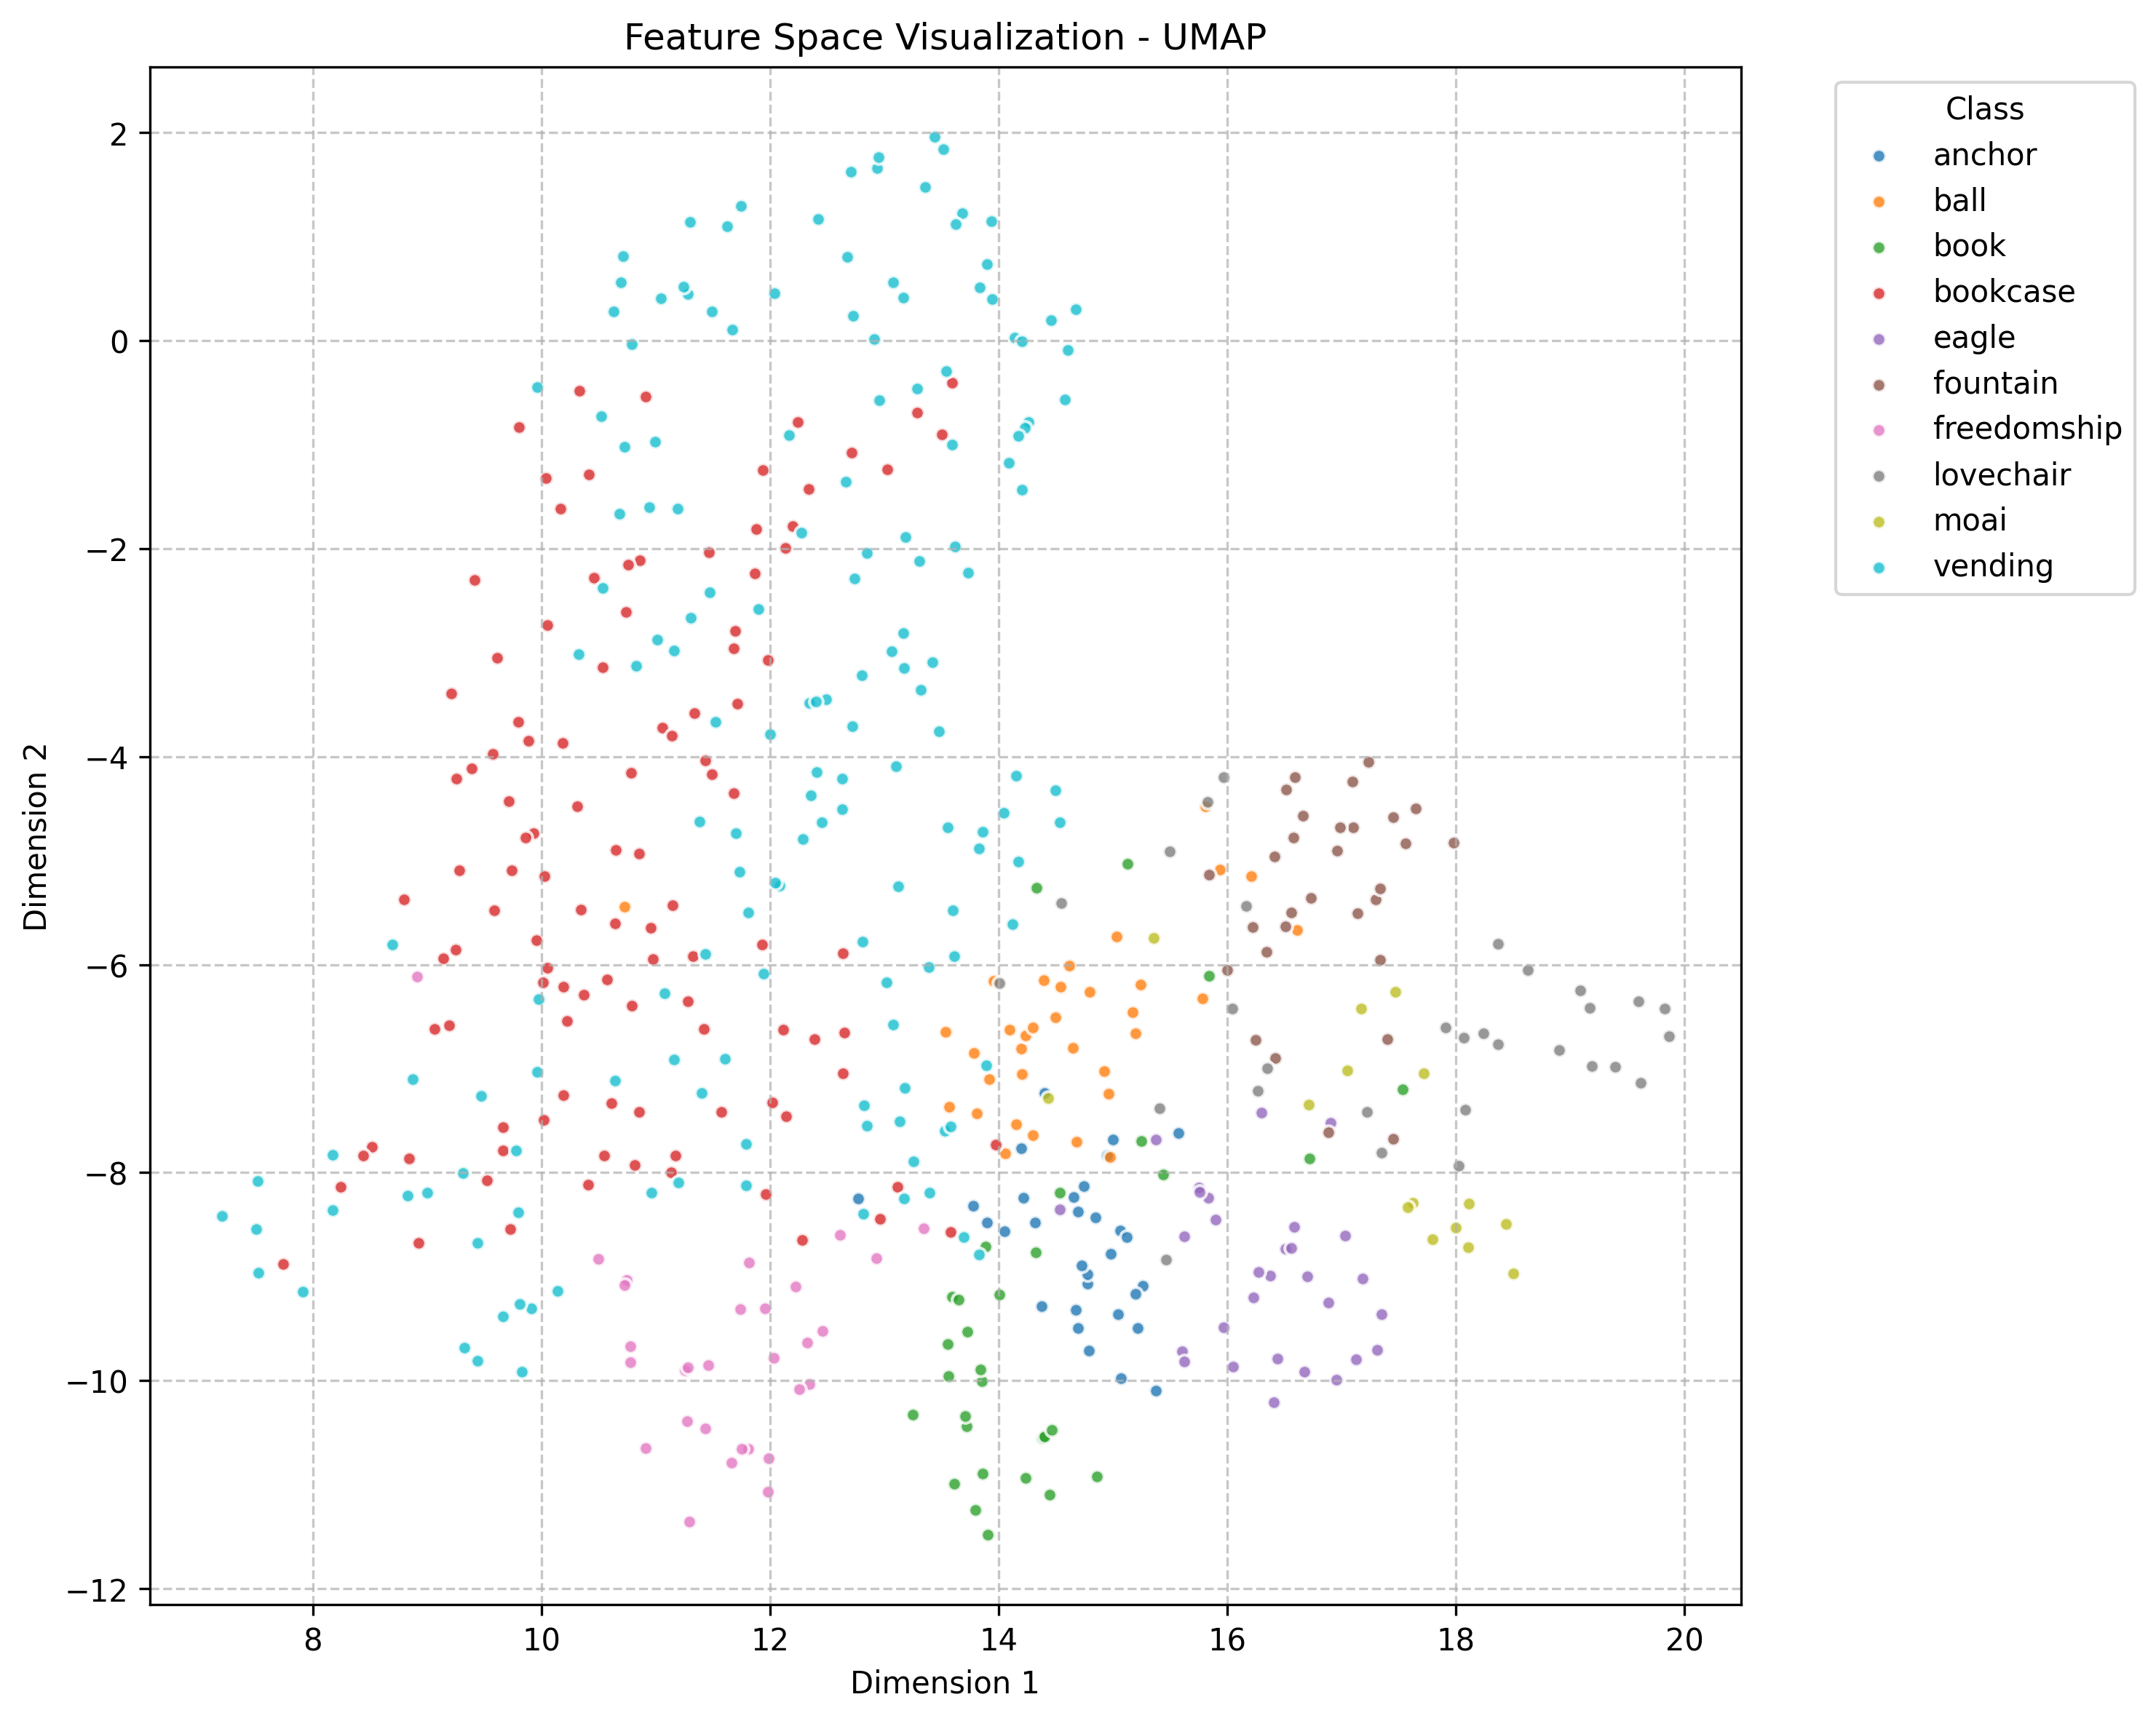 Feature Space Visualization - UMAP
Class
anchor
ball
book
bookcase
eagle
fountain
freedomship
lovechair
moai
vending
2
0
−2
−4
−6
−8
−10
−12
Dimension 2
8 10 12 14 16 18 20
Dimension 1